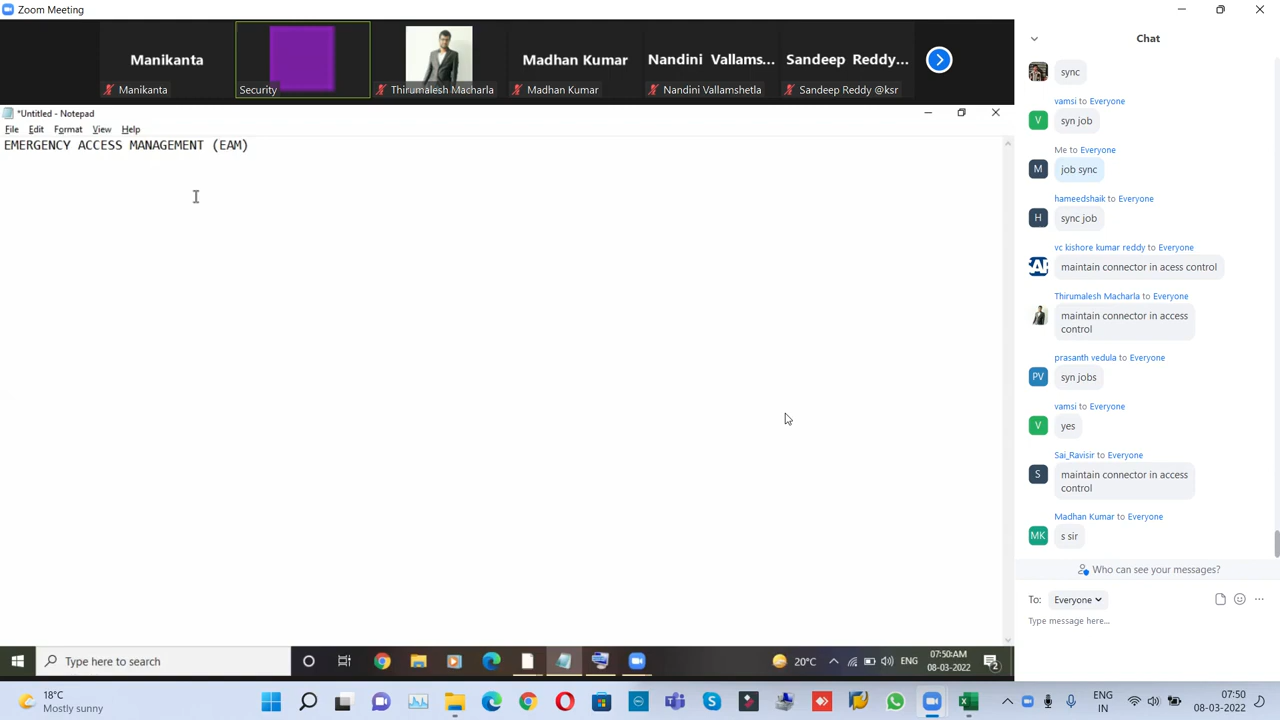 Zoom Meeting
Manikanta
Madhan Kumar
Nandini Vallams...
Sandeep Reddy...
Manikanta
Security
Thirumalesh Macharla
Madhan Kumar
Nandini Vallamshetla
Sandeep Reddy @ksr
*Untitled - Notepad
File Edit Format View Help
EMERGENCY ACCESS MANAGEMENT (EAM)
Type here to search
20°C
ENG
07:50:AM
08-03-2022
2
Chat
sync
vamsi to Everyone
V
syn job
Me to Everyone
M
job sync
hameedshaik to Everyone
H
sync job
vc kishore kumar reddy to Everyone
maintain connector in acess control
Thirumalesh Macharla to Everyone
maintain connector in access
control
prasanth vedula to Everyone
PV
syn jobs
vamsi to Everyone
V
yes
Sai_Ravisir to Everyone
S
maintain connector in access
control
Madhan Kumar to Everyone
MK
s sir
Who can see your messages?
To: Everyone
Type message here...
18°C
Mostly sunny
ENG
IN
07:50
08-03-2022